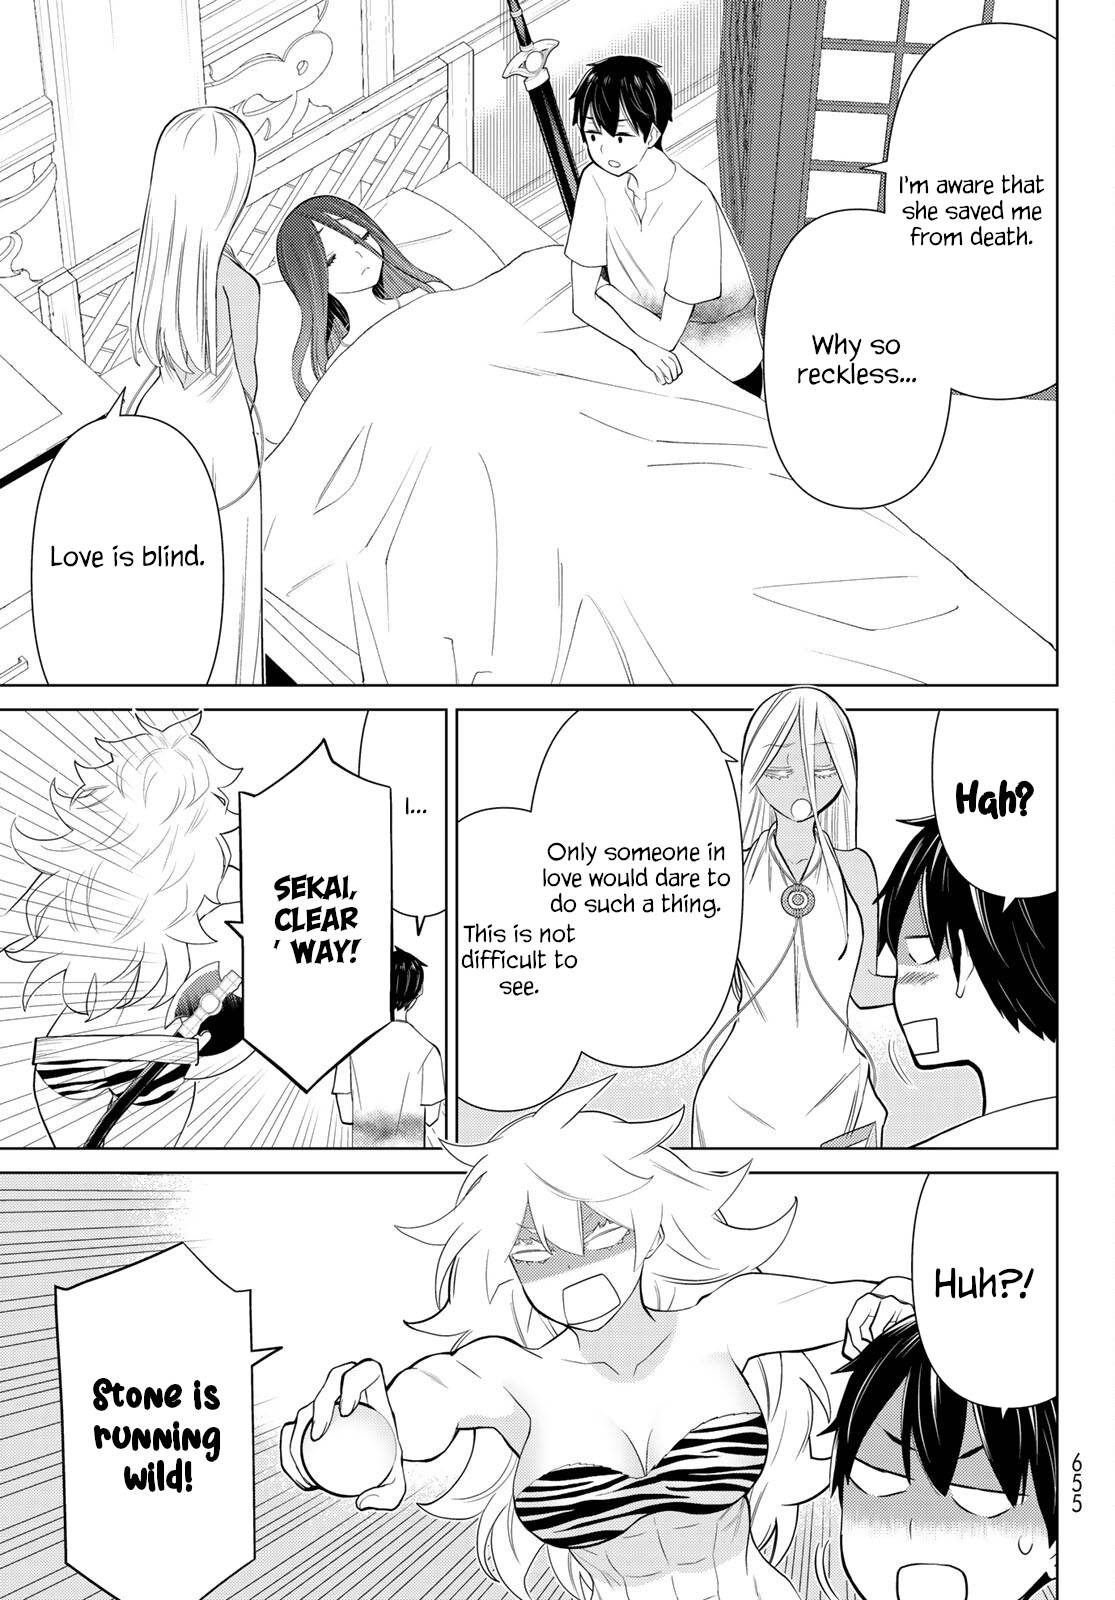 I'm aware that
she saved me
from death.
Why so
reckless...
Love is blind.
Hah?
Only someone in
love would dare to
do such a thing.
This is not
difficult to
see.
I...
SEKAI,
CLEAR
' WAY!
Huh?!
Stone is
running
wild!
655